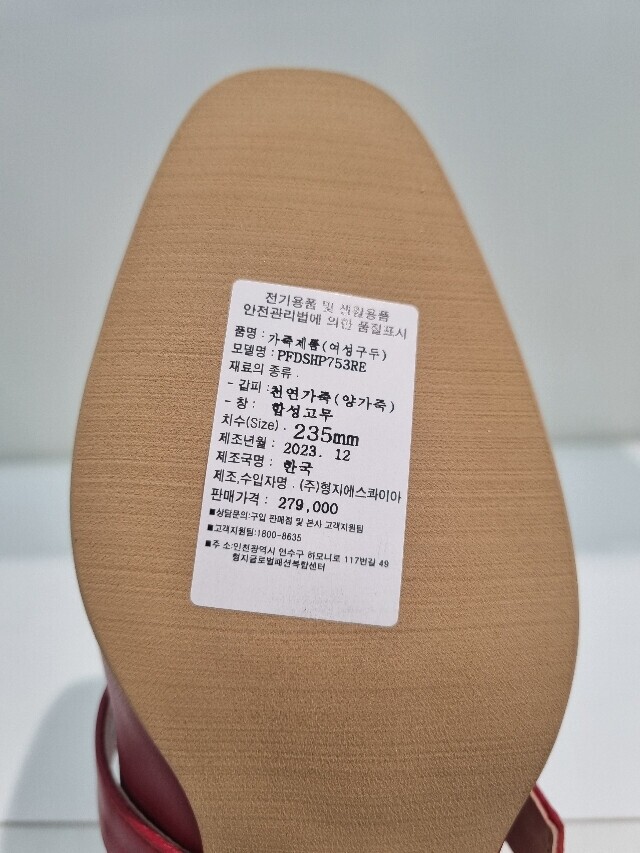 전기용품 및 생활용품
안전관리법에 의한 품질표시
품명 : 가죽제품(여성구두)
모델명 : PFDSHP753RE
재료의 종류 .
- 갑피 : 천연가죽(양가죽)
- 창 : 합성고무
치수(Size) . 235mm
제조년월 : 2023. 12
제조국명 : 한국
제조,수입자명 . (주)형지에스콰이아
판매가격 : 279,000
■상담문의:구입 판매점 및 본사 고객지원팀
■고객지원팀:1800-8635
■주 소:인천광역시 연수구 하모니로 117번길 49
형지글로벌패션복합센터